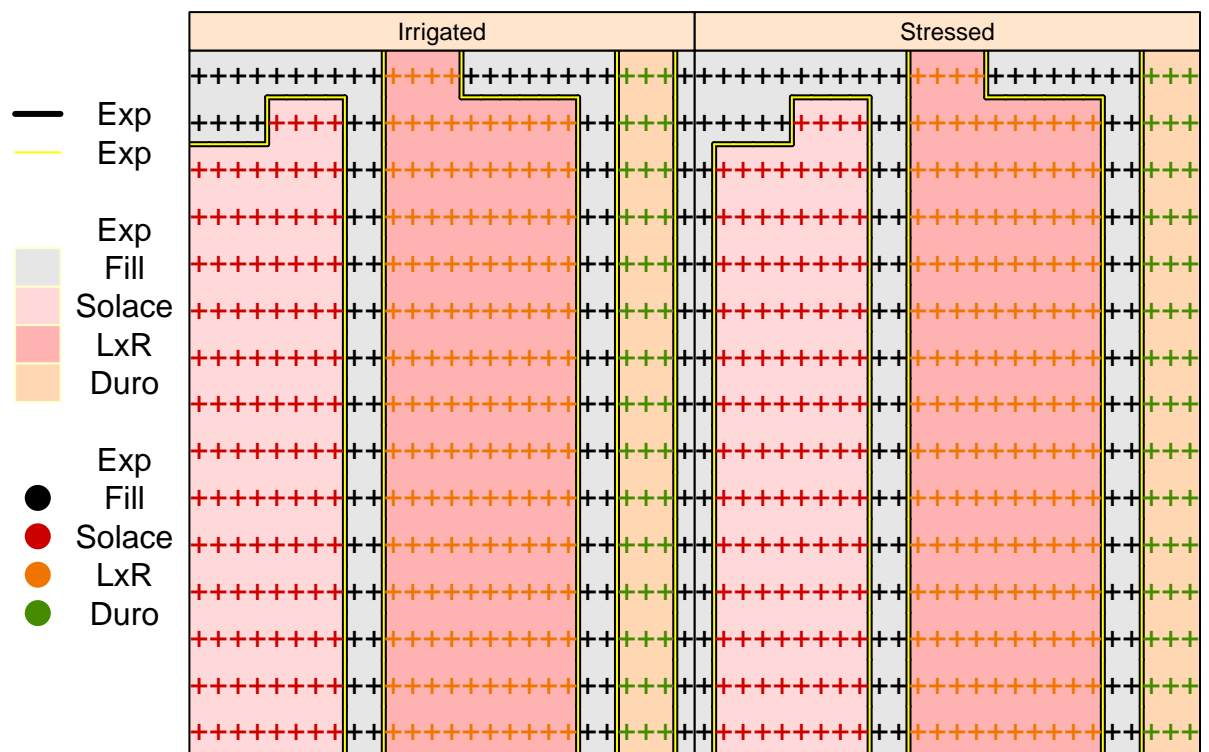 Irrigated
Stressed
Exp
Exp
Exp
Fill
Solace
LxR
Duro
Exp
Fill
Solace
LxR
Duro